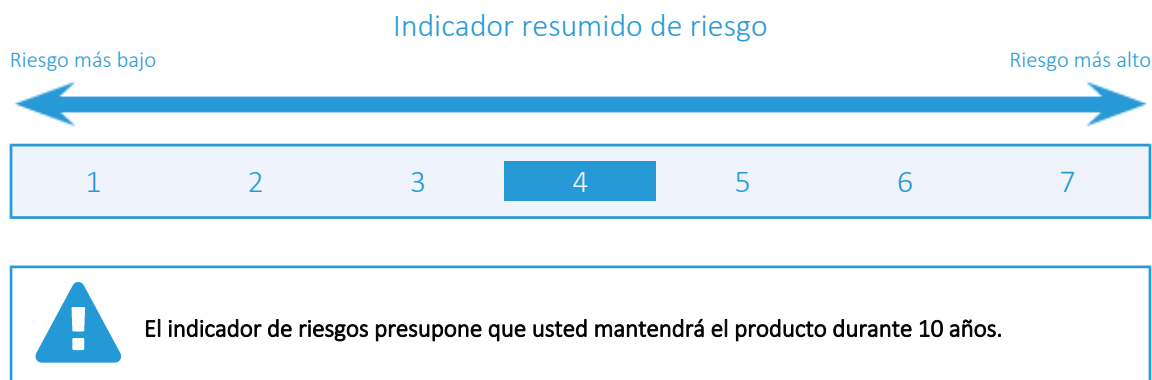 Indicador resumido de riesgo
Riesgo más bajo
Riesgo más alto
1 2 3 4 5 6 7
El indicador de riesgos presupone que usted mantendrá el producto durante 10 años.